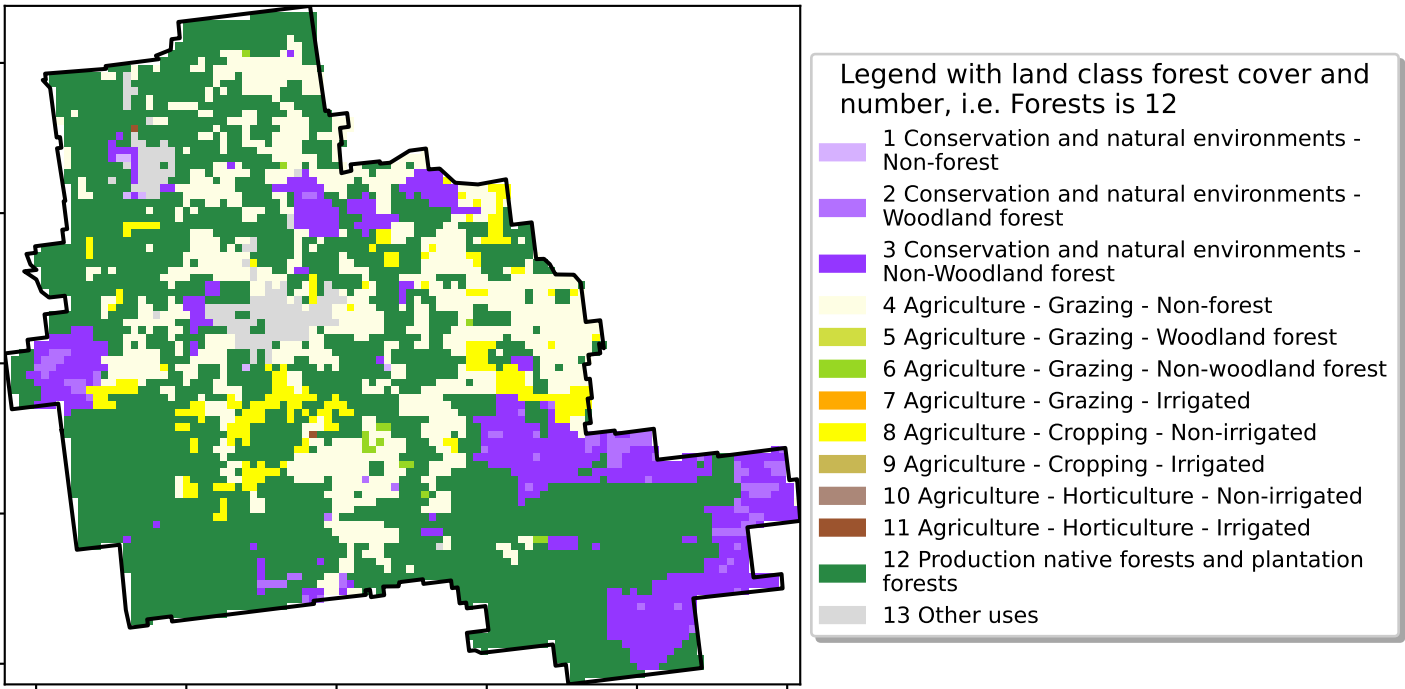 Legend with land class forest cover and
number, i.e. Forests is 12
1 Conservation and natural environments -
Non-forest
2 Conservation and natural environments -
Woodland forest
3 Conservation and natural environments -
Non-Woodland forest
4 Agriculture - Grazing - Non-forest
5 Agriculture - Grazing - Woodland forest
6 Agriculture - Grazing - Non-woodland forest
7 Agriculture - Grazing - Irrigated
8 Agriculture - Cropping - Non-irrigated
9 Agriculture - Cropping - Irrigated
10 Agriculture - Horticulture - Non-irrigated
11 Agriculture - Horticulture - Irrigated
12 Production native forests and plantation
forests
13 Other uses